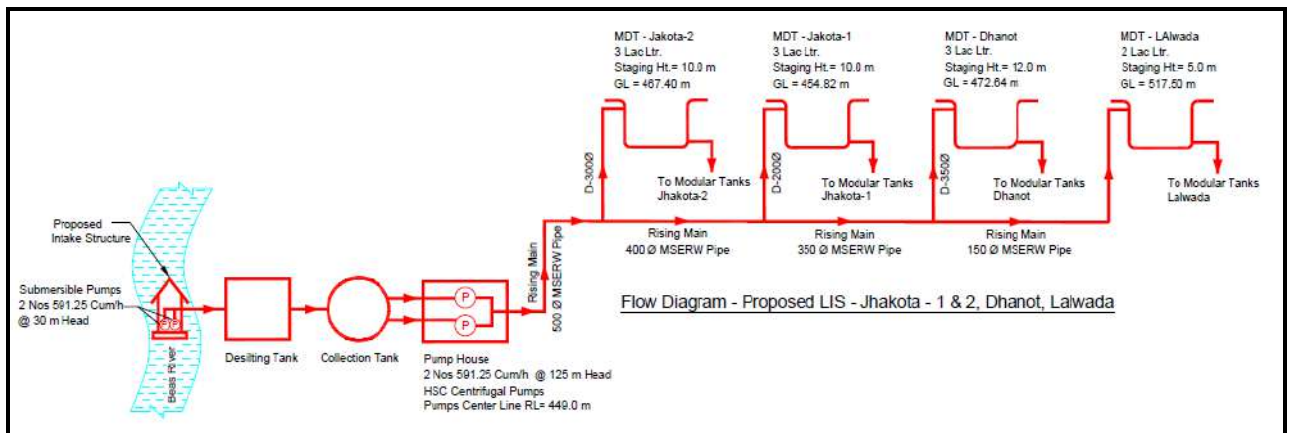 MDT - Jakota-2
3 Lac Ltr.
Staging Ht.= 10.0 m
GL = 467.40 m
MDT - Jakota-1
3 Lac Ltr.
Staging Ht.= 10.0 m
GL = 454.82 m
MDT - Dhanot
3 Lac Ltr.
Staging Ht.= 12.0 m
GL = 472.64 m
MDT - LAlwada
2 Lac Ltr.
Staging Ht.= 5.0 m
GL = 517.50 m
D-300Ø
To Modular Tanks
Jhakota-2
D-200Ø
To Modular Tanks
Jhakota-1
D-350Ø
To Modular Tanks
Dhanot
To Modular Tanks
Lalwada
Rising Main
400 Ø MSERW Pipe
Rising Main
350 Ø MSERW Pipe
Rising Main
150 Ø MSERW Pipe
Rising Main
500 Ø MSERW Pipe
Proposed
Intake Structure
Submersible Pumps
2 Nos 591.25 Cum/h
@ 30 m Head
P P
Beas River
Desilting Tank
Collection Tank
P
P
Pump House
2 Nos 591.25 Cum/h @ 125 m Head
HSC Centrifugal Pumps
Pumps Center Line RL= 449.0 m
Flow Diagram - Proposed LIS - Jhakota - 1 & 2, Dhanot, Lalwada